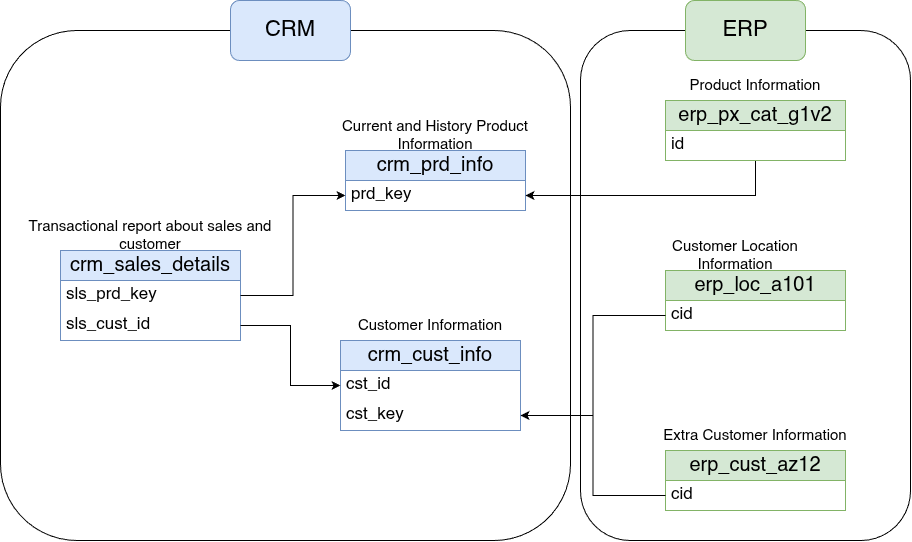 CRM
Current and History Product
Information
crm_prd_info
prd_key
Transactional report about sales and
customer
crm_sales_details
sls_prd_key
sls_cust_id
Customer Information
crm_cust_info
cst_id
cst_key
ERP
Product Information
erp_px_cat_g1v2
id
Customer Location
Information
erp_loc_a101
cid
Extra Customer Information
erp_cust_az12
cid